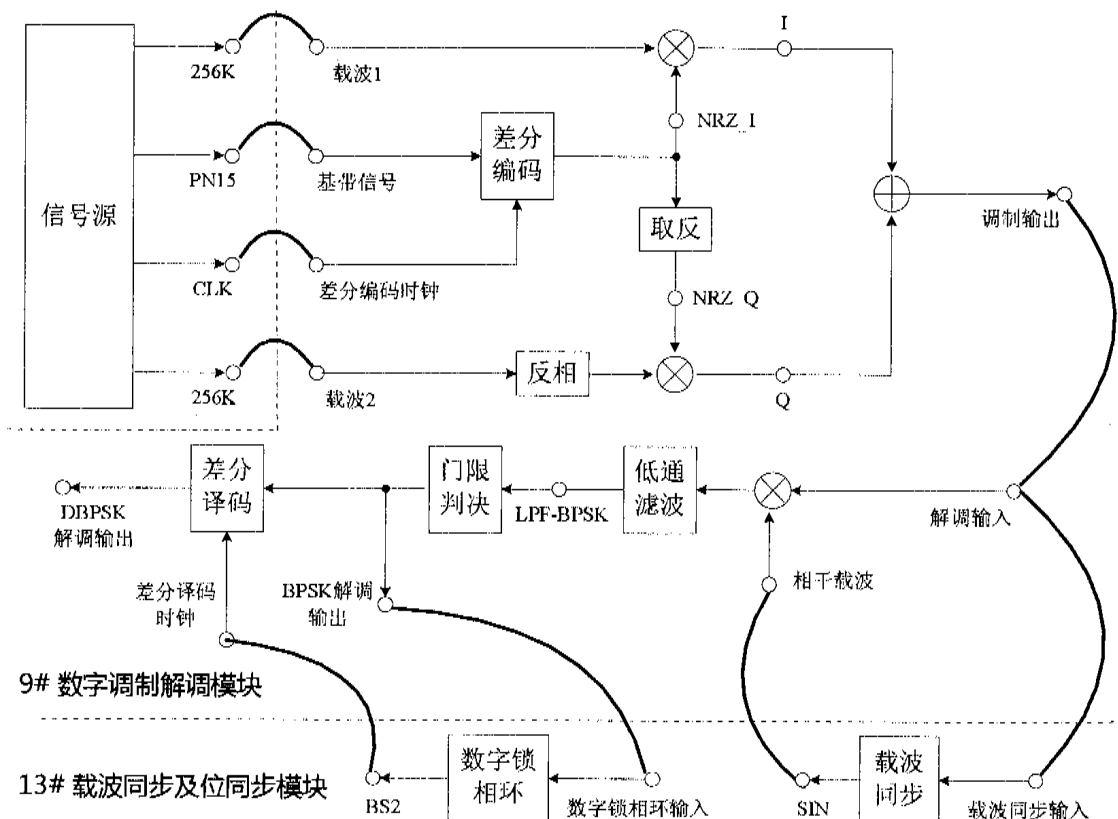 I
256K
载波1
NRZ_I
差分
编码
PN15
基带信号
信号源
取反
调制输出
CLK
差分编码时钟
NRZ_Q
反相
256K
载波2
Q
差分
译码
门限
判决
低通
滤波
DBPSK
解调输出
LPF-BPSK
解调输入
差分译码
时钟
BPSK解调
输出
相干载波
9# 数字调制解调模块
13# 载波同步及位同步模块
数字锁
相环
载波
同步
BS2
数字锁相环输入
SIN
载波同步输入